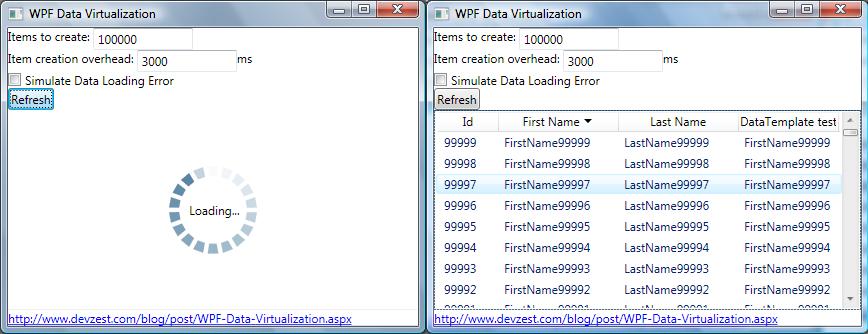 WPF Data Virtualization
Items to create: 100000
Item creation overhead: 3000 ms
Simulate Data Loading Error
Refresh
Loading...
http://www.devzest.com/blog/post/WPF-Data-Virtualization.aspx
WPF Data Virtualization
Items to create: 100000
Item creation overhead: 3000 ms
Simulate Data Loading Error
Refresh
Id First Name Last Name DataTemplate test
99999 FirstName99999 LastName99999 FirstName99999
99998 FirstName99998 LastName99998 FirstName99998
99997 FirstName99997 LastName99997 FirstName99997
99996 FirstName99996 LastName99996 FirstName99996
99995 FirstName99995 LastName99995 FirstName99995
99994 FirstName99994 LastName99994 FirstName99994
99993 FirstName99993 LastName99993 FirstName99993
99992 FirstName99992 LastName99992 FirstName99992
99991 FirstName99991 LastName99991 FirstName99991
http://www.devzest.com/blog/post/WPF-Data-Virtualization.aspx